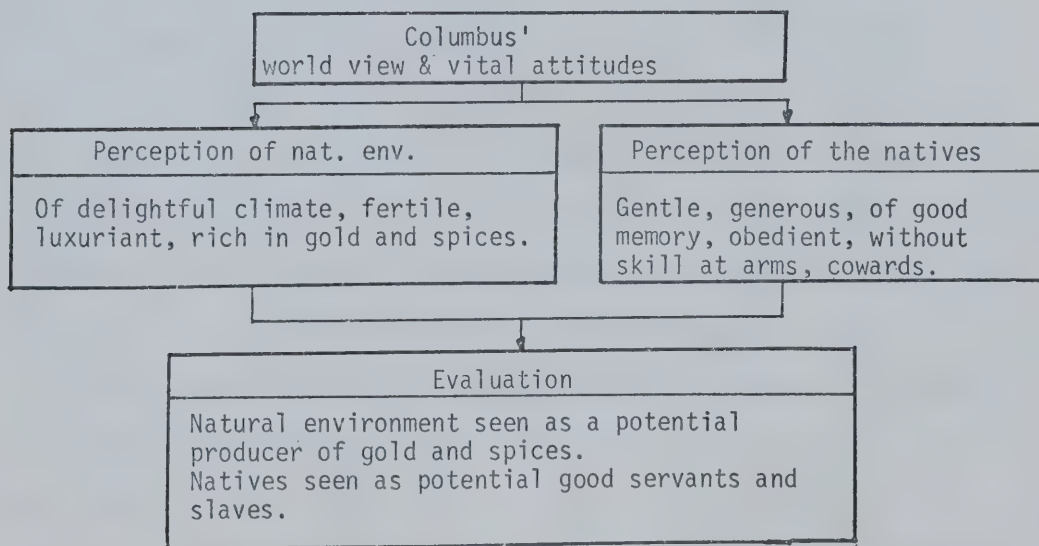 Columbus'
world view & vital attitudes
Perception of nat. env.
Of delightful climate, fertile,
luxuriant, rich in gold and spices.
Perception of the natives
Gentle, generous, of good
memory, obedient, without
skill at arms, cowards.
Evaluation
Natural environment seen as a potential
producer of gold and spices.
Natives seen as potential good servants and
slaves.